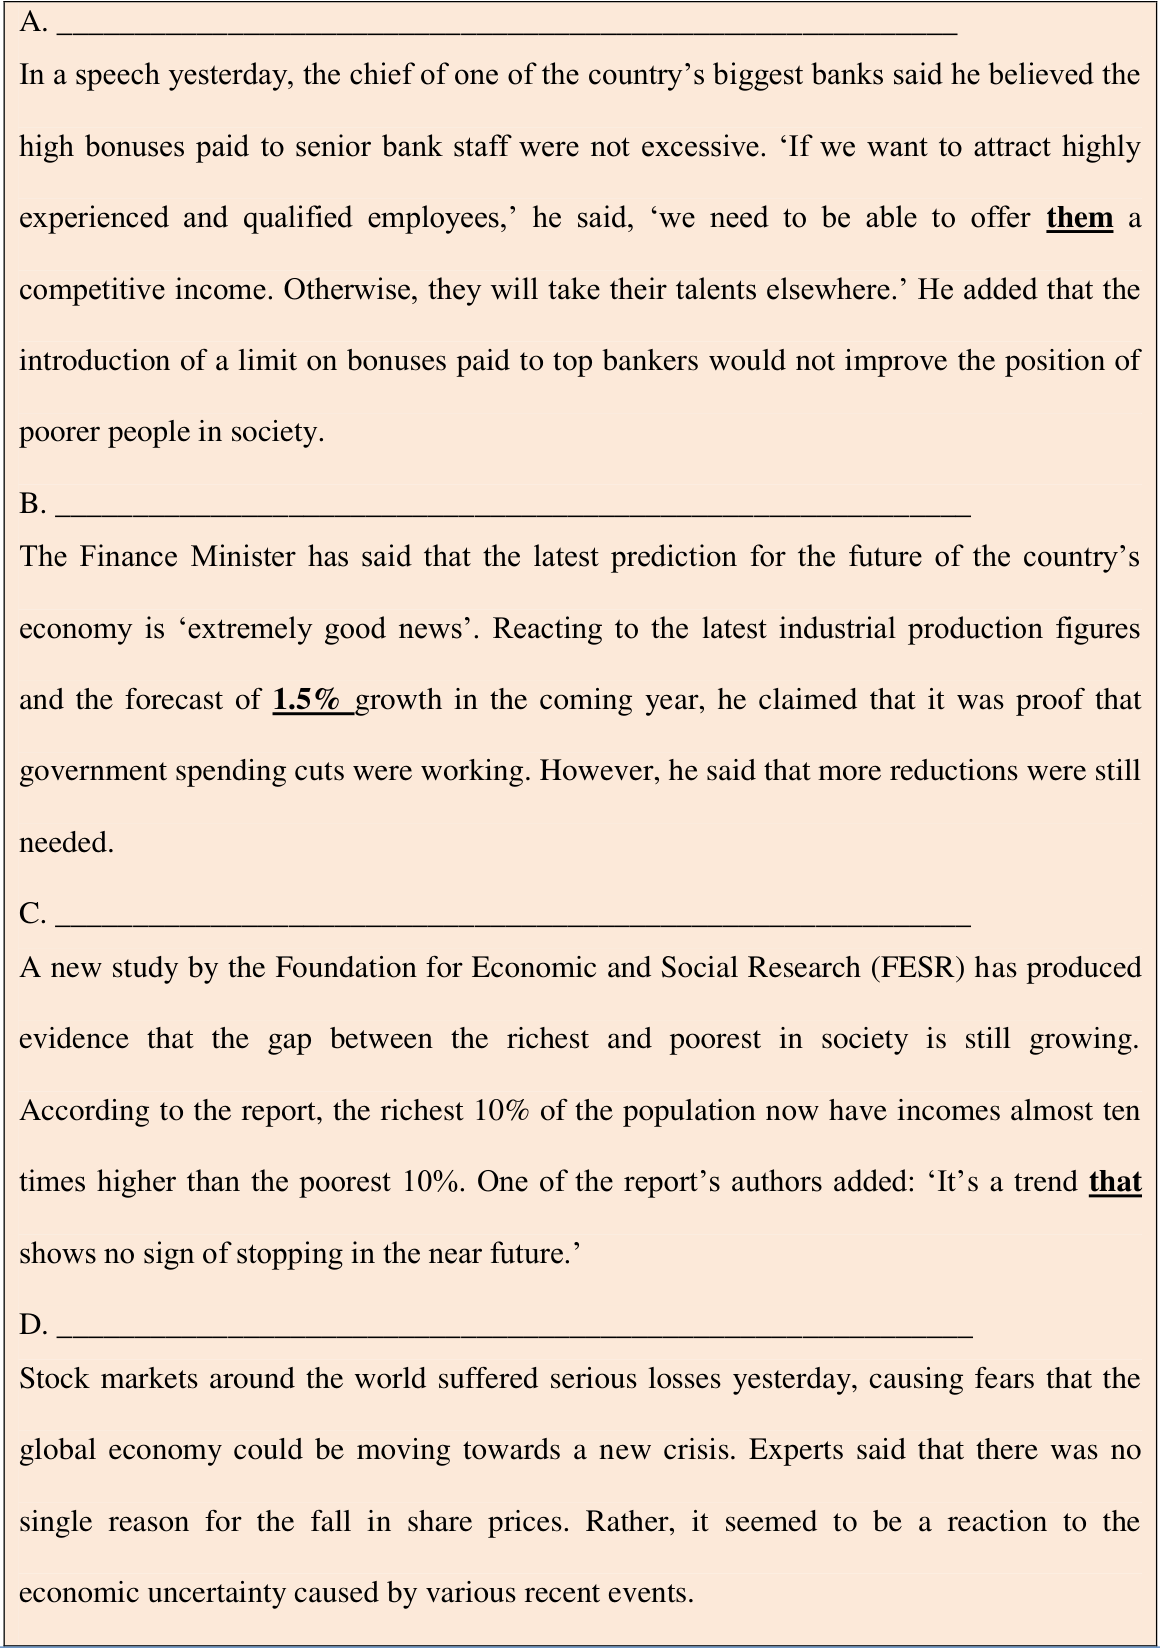 A. ____________________________________________________________
In a speech yesterday, the chief of one of the country’s biggest banks said he believed the
high bonuses paid to senior bank staff were not excessive. ‘If we want to attract highly
experienced and qualified employees,’ he said, ‘we need to be able to offer them a
competitive income. Otherwise, they will take their talents elsewhere.’ He added that the
introduction of a limit on bonuses paid to top bankers would not improve the position of
poorer people in society.
B. _____________________________________________________________
The Finance Minister has said that the latest prediction for the future of the country’s
economy is ‘extremely good news’. Reacting to the latest industrial production figures
and the forecast of 1.5% growth in the coming year, he claimed that it was proof that
government spending cuts were working. However, he said that more reductions were still
needed.
C. _____________________________________________________________
A new study by the Foundation for Economic and Social Research (FESR) has produced
evidence that the gap between the richest and poorest in society is still growing.
According to the report, the richest 10% of the population now have incomes almost ten
times higher than the poorest 10%. One of the report’s authors added: ‘It’s a trend that
shows no sign of stopping in the near future.’
D. _____________________________________________________________
Stock markets around the world suffered serious losses yesterday, causing fears that the
global economy could be moving towards a new crisis. Experts said that there was no
single reason for the fall in share prices. Rather, it seemed to be a reaction to the
economic uncertainty caused by various recent events.